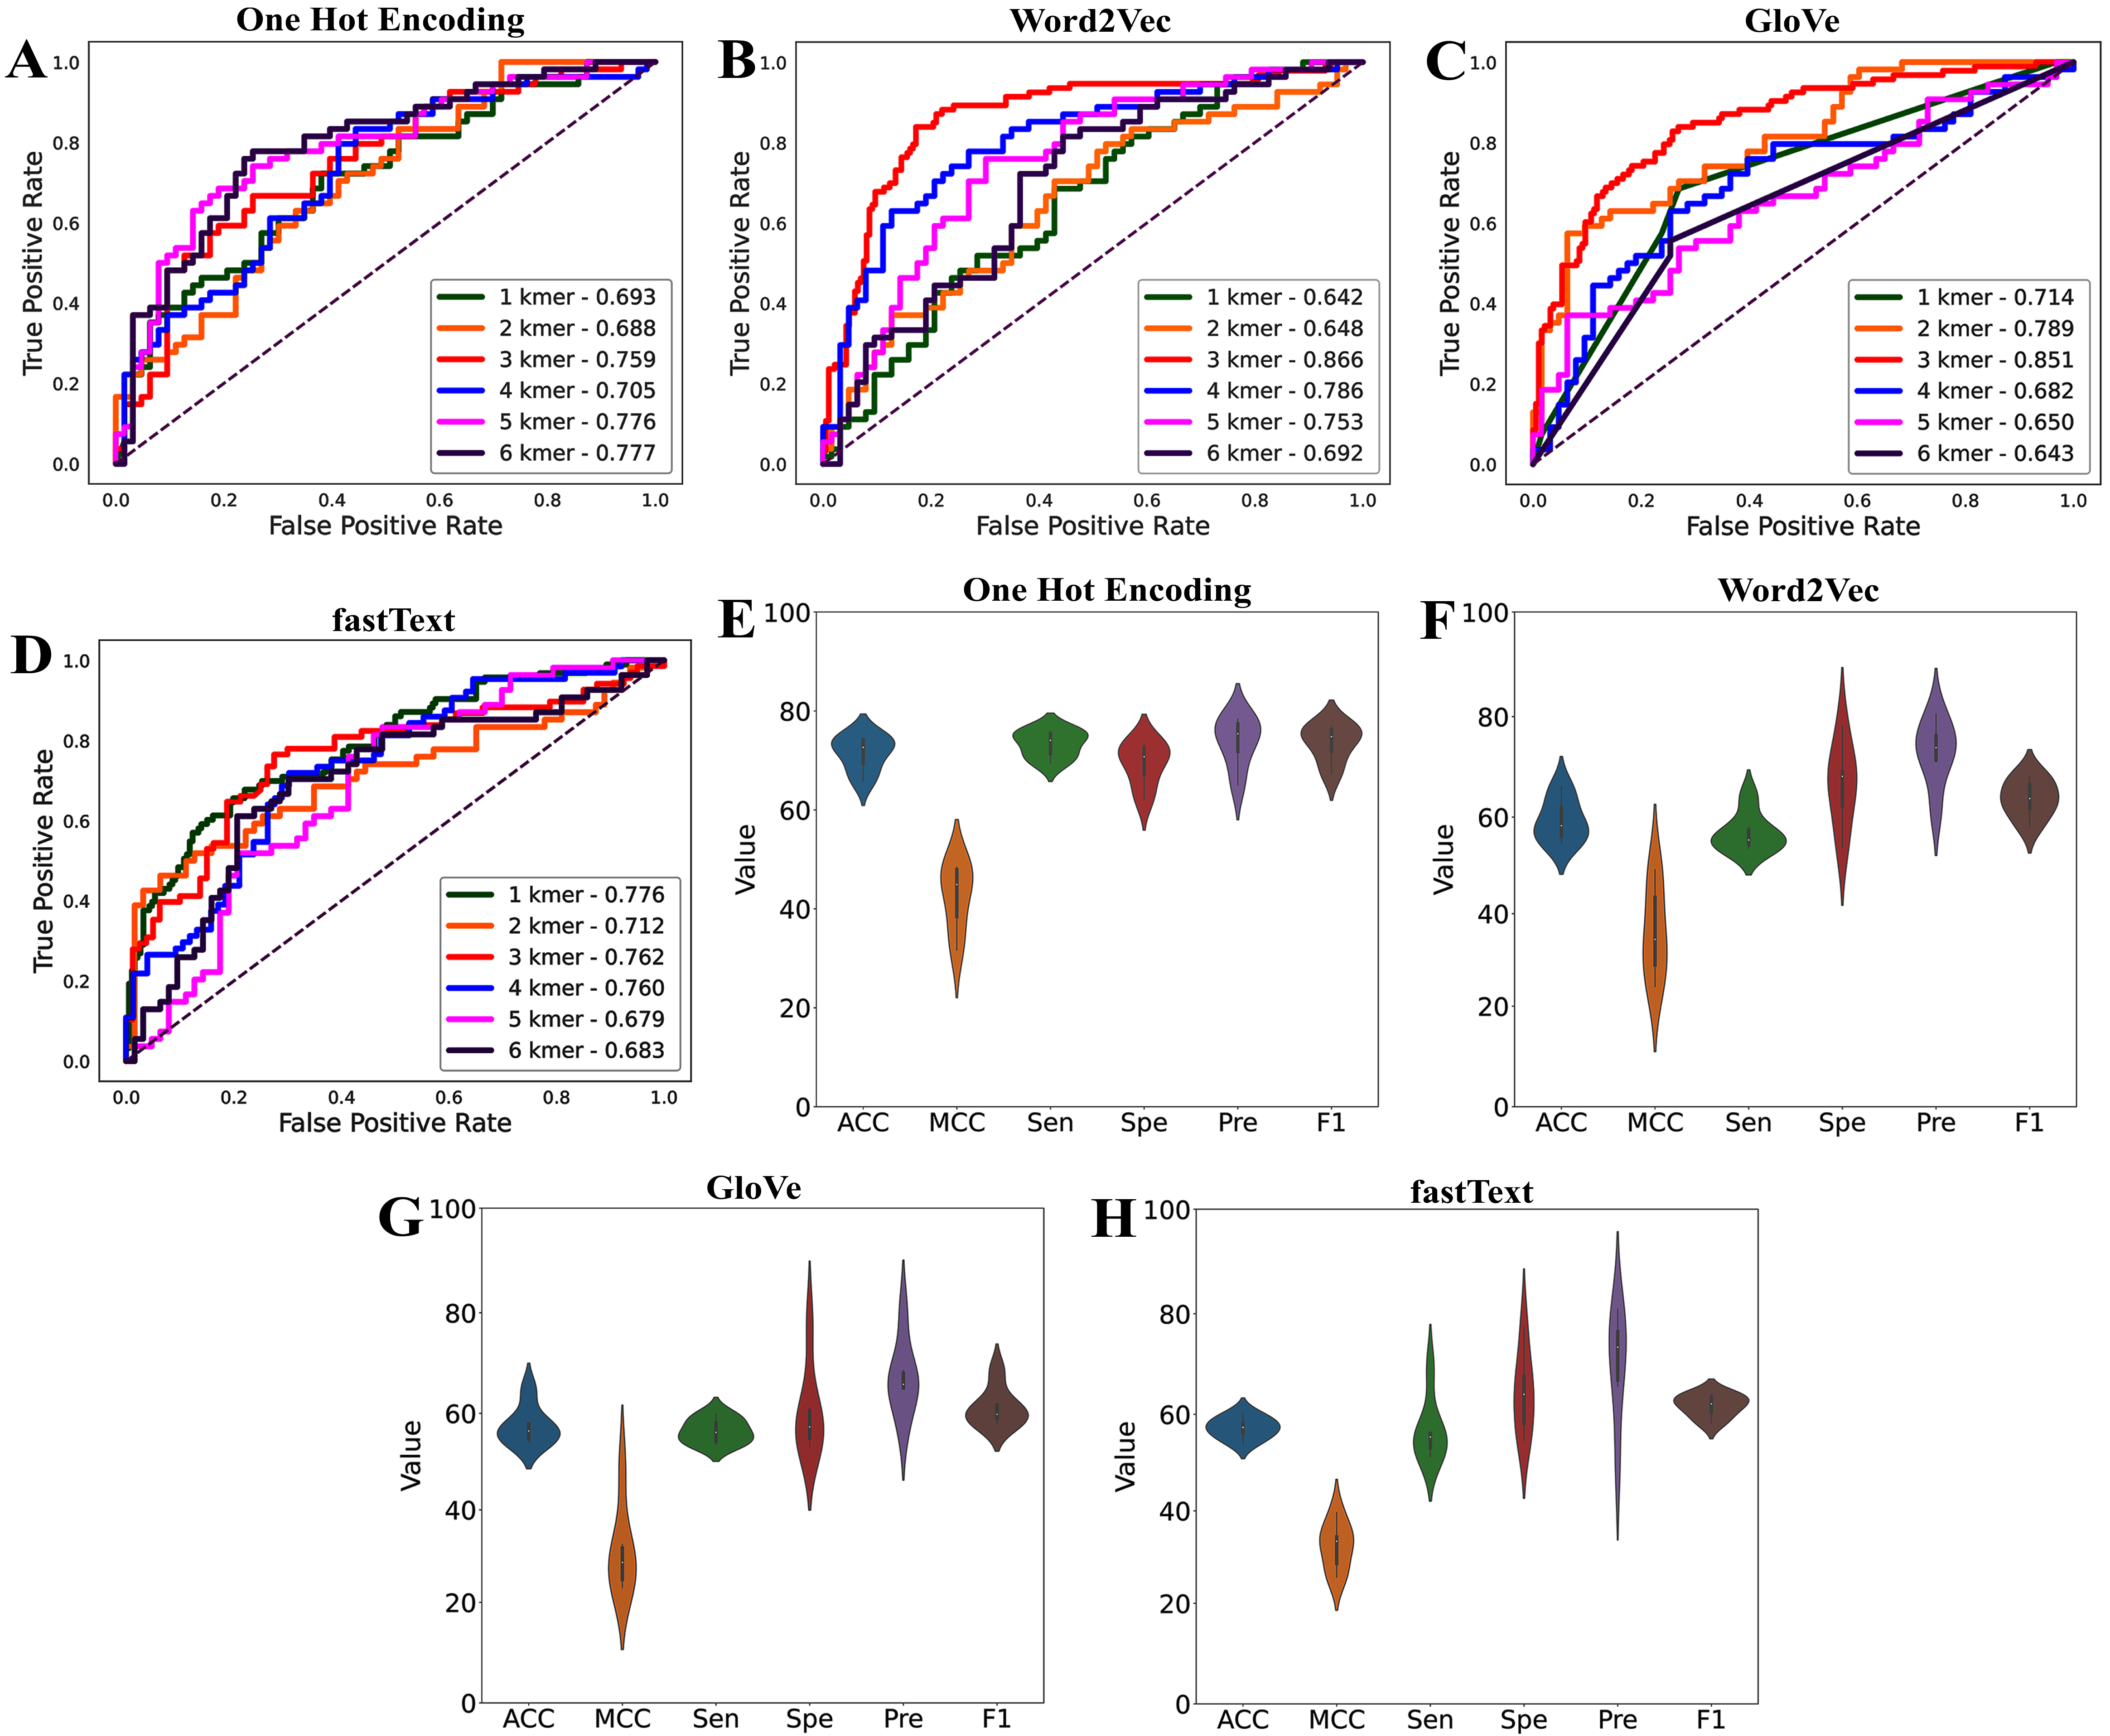 One Hot Encoding
A
True Positive Rate
1.0
0.8
0.6
0.4
0.2
0.0
1 kmer - 0.693
2 kmer - 0.688
3 kmer - 0.759
4 kmer - 0.705
5 kmer - 0.776
6 kmer - 0.777
0.0 0.2 0.4 0.6 0.8 1.0
False Positive Rate
Word2Vec
B
True Positive Rate
1.0
0.8
0.6
0.4
0.2
0.0
1 kmer - 0.642
2 kmer - 0.648
3 kmer - 0.866
4 kmer - 0.786
5 kmer - 0.753
6 kmer - 0.692
0.0 0.2 0.4 0.6 0.8 1.0
False Positive Rate
GloVe
C
True Positive Rate
1.0
0.8
0.6
0.4
0.2
0.0
1 kmer - 0.714
2 kmer - 0.789
3 kmer - 0.851
4 kmer - 0.682
5 kmer - 0.650
6 kmer - 0.643
0.0 0.2 0.4 0.6 0.8 1.0
False Positive Rate
fastText
D
True Positive Rate
1.0
0.8
0.6
0.4
0.2
0.0
1 kmer - 0.776
2 kmer - 0.712
3 kmer - 0.762
4 kmer - 0.760
5 kmer - 0.679
6 kmer - 0.683
0.0 0.2 0.4 0.6 0.8 1.0
False Positive Rate
One Hot Encoding
E
Value
100
80
60
40
20
0
ACC MCC Sen Spe Pre F1
Word2Vec
F
Value
100
80
60
40
20
0
ACC MCC Sen Spe Pre F1
GloVe
G
Value
100
80
60
40
20
0
ACC MCC Sen Spe Pre F1
fastText
H
Value
100
80
60
40
20
0
ACC MCC Sen Spe Pre F1